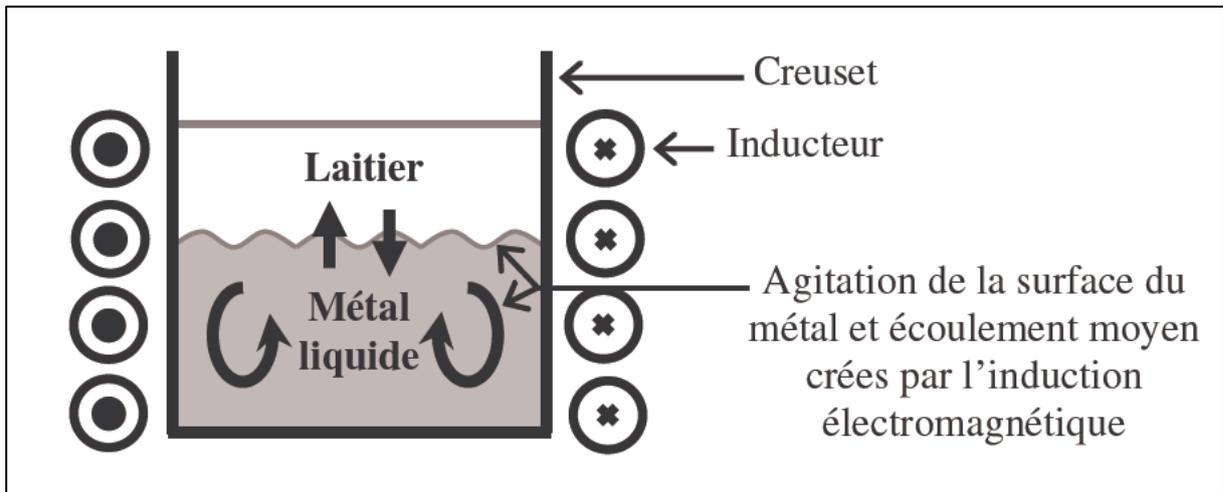 Creuset
Inducteur
Laitier
Métal
liquide
Agitation de la surface du
métal et écoulement moyen
crées par l'induction
électromagnétique